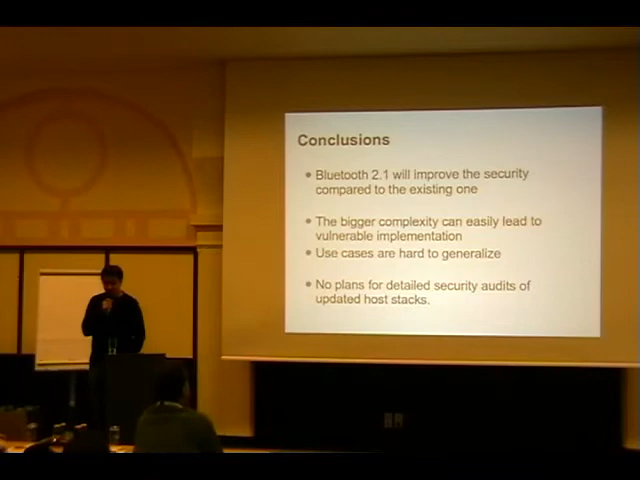 Conclusions
Bluetooth 2.1 will improve the security
compared to the existing one
The bigger complexity can easily lead to
vulnerable implementation
Use cases are hard to generalize
No plans for detailed security audits of
updated host stacks.